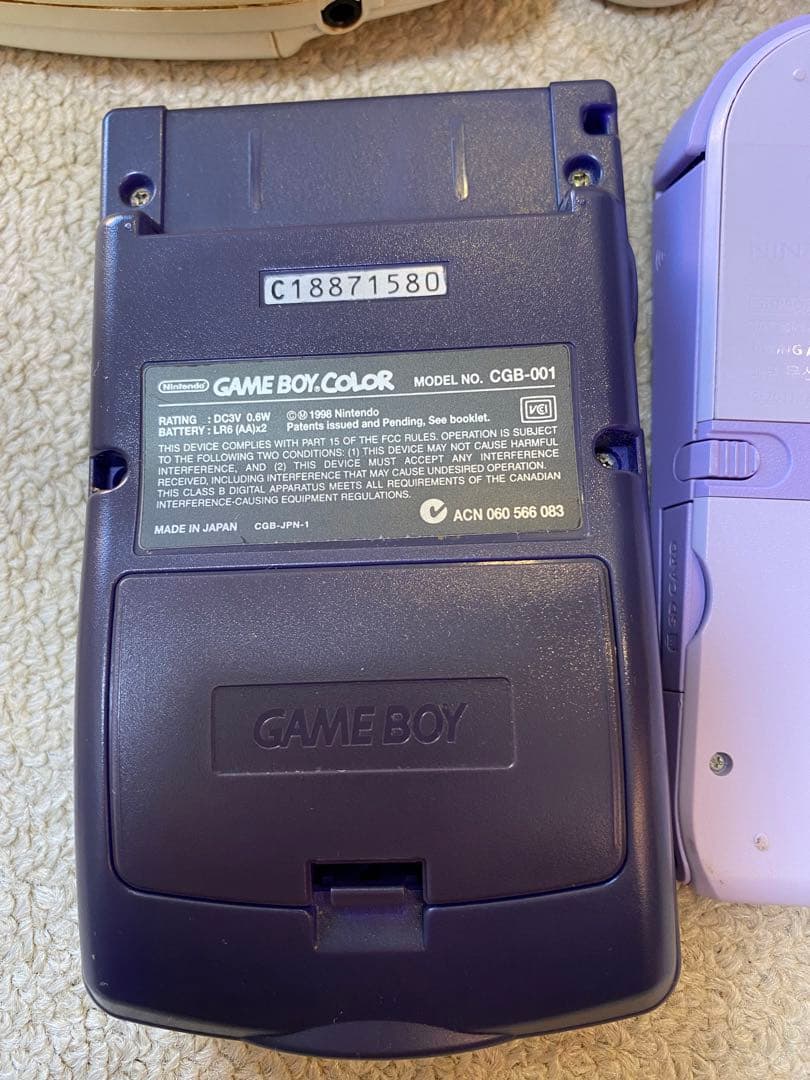 C18871580
Nintendo GAME BOY COLOR MODEL NO. CGB-001
RATING : DC3V 0.6W
BATTERY : LR6 (AA)x2
©Ⓜ1998 Nintendo
Patents issued and Pending, See booklet.
VCI
THIS DEVICE COMPLIES WITH PART 15 OF THE FCC RULES. OPERATION IS SUBJECT
TO THE FOLLOWING TWO CONDITIONS: (1) THIS DEVICE MAY NOT CAUSE HARMFUL
INTERFERENCE, AND (2) THIS DEVICE MUST ACCEPT ANY INTERFERENCE
RECEIVED, INCLUDING INTERFERENCE THAT MAY CAUSE UNDESIRED OPERATION.
THIS CLASS B DIGITAL APPARATUS MEETS ALL REQUIREMENTS OF THE CANADIAN
INTERFERENCE-CAUSING EQUIPMENT REGULATIONS.
ACN 060 566 083
MADE IN JAPAN CGB-JPN-1
GAME BOY
SD CARD